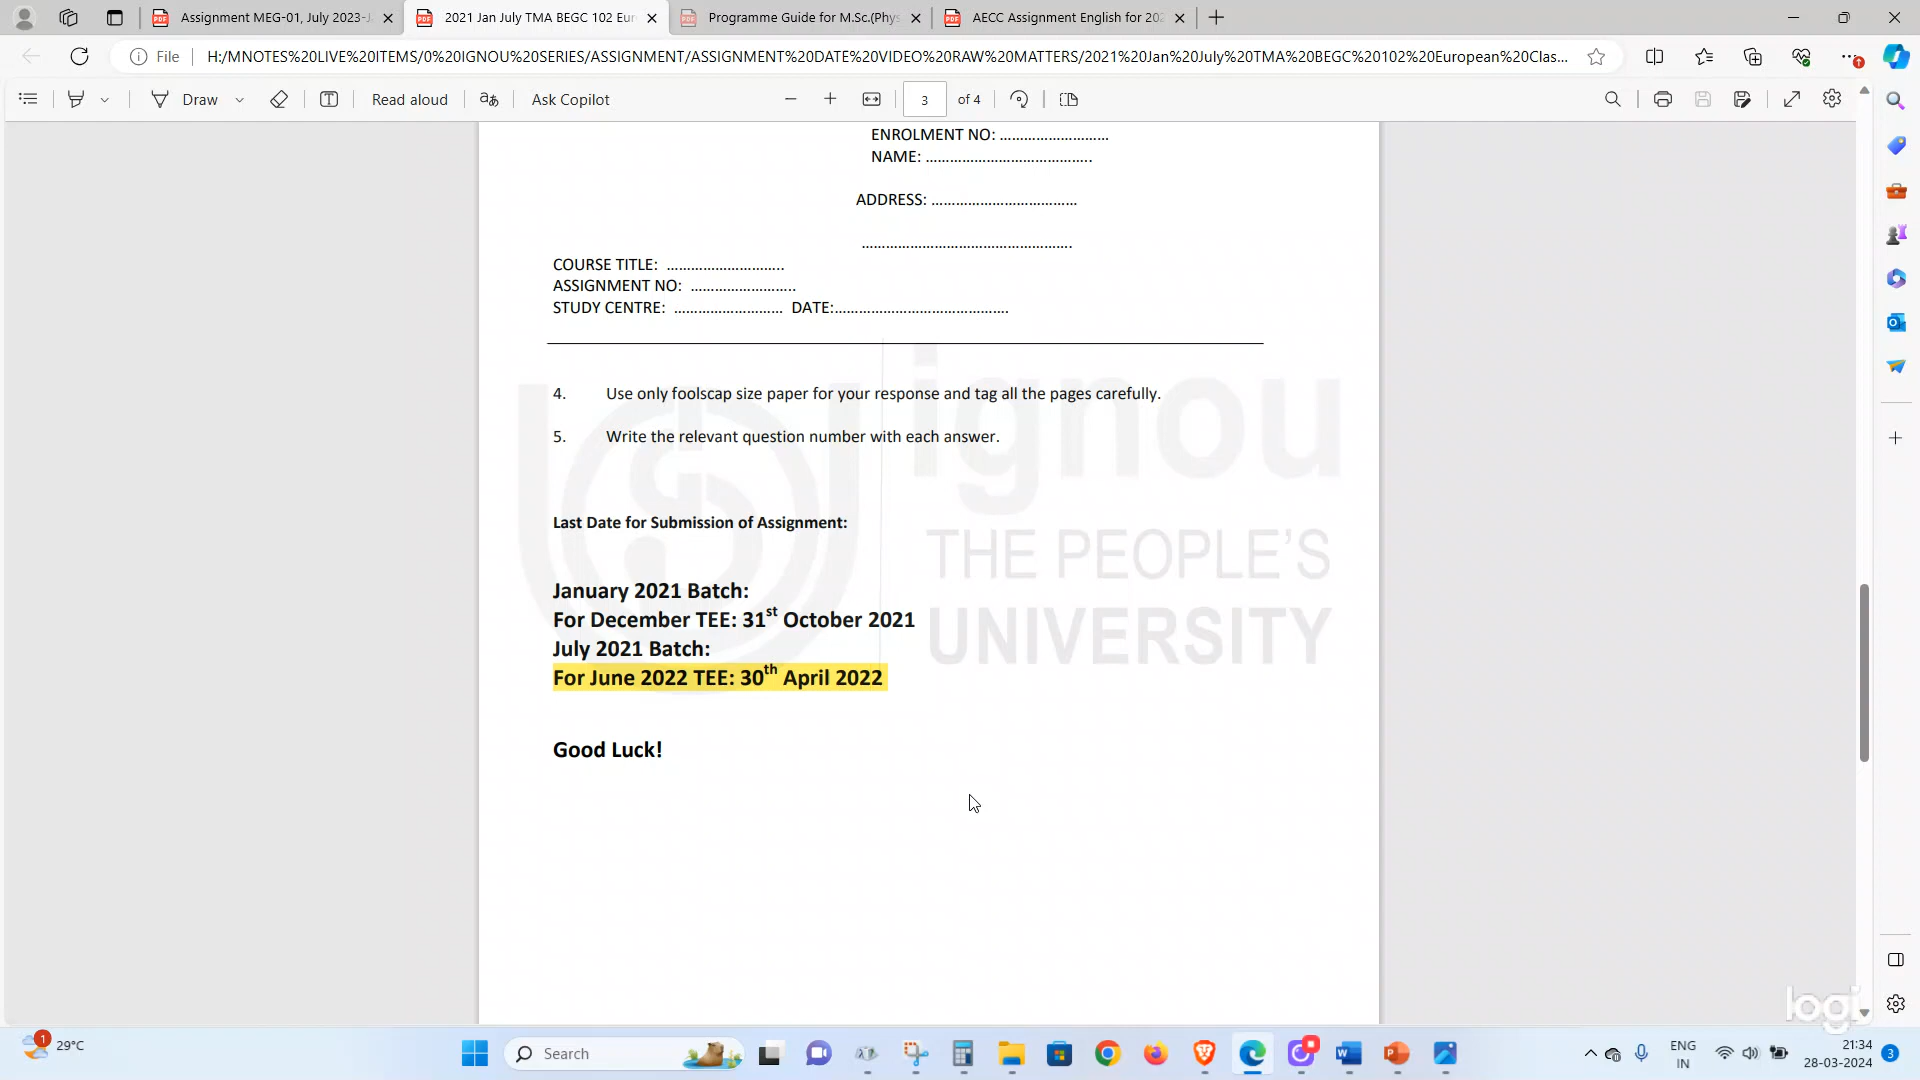 Assignment MEG-01, July 2023-J
2021 Jan July TMA BEGC 102 Eur
Programme Guide for M.Sc.(Phys
AECC Assignment English for 202
File
H:/MNOTES%20LIVE%20ITEMS/0%20IGNOU%20SERIES/ASSIGNMENT/ASSIGNMENT%20DATE%20VIDEO%20RAW%20MATTERS/2021%20Jan%20July%20TMA%20BEGC%20102%20European%20Clas...
Draw
Read aloud
Ask Copilot
3
of 4
ENROLMENT NO: ………………………
NAME: …………………………………..
ADDRESS: ………………………………
…………………………………………….
COURSE TITLE: ………………………..
ASSIGNMENT NO: ……………………..
STUDY CENTRE: ……………………… DATE:…………………………………….
4. Use only foolscap size paper for your response and tag all the pages carefully.
5. Write the relevant question number with each answer.
Last Date for Submission of Assignment:
January 2021 Batch:
For December TEE: 31st October 2021
July 2021 Batch:
For June 2022 TEE: 30th April 2022
Good Luck!
ignou
THE PEOPLE'S
UNIVERSITY
logi
1
29°C
Search
ENG
IN
21:34
28-03-2024
3